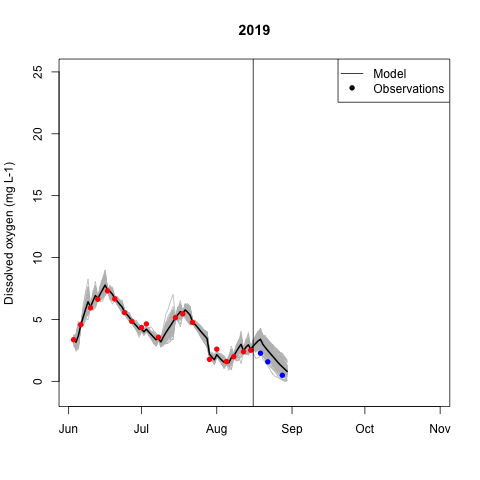 2019
Model
Observations
Dissolved oxygen (mg L-1)
25
20
15
10
5
0
Jun Jul Aug Sep Oct Nov